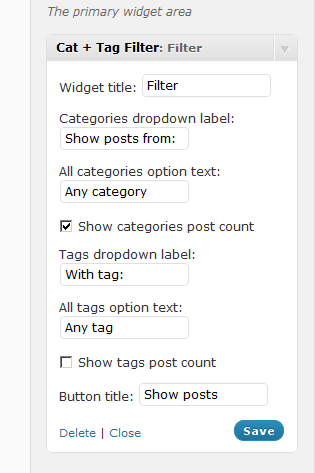 The primary widget area
Cat + Tag Filter: Filter
Widget title: Filter
Categories dropdown label:
Show posts from:
All categories option text:
Any category
Show categories post count
Tags dropdown label:
With tag:
All tags option text:
Any tag
Show tags post count
Button title: Show posts
Delete | Close Save